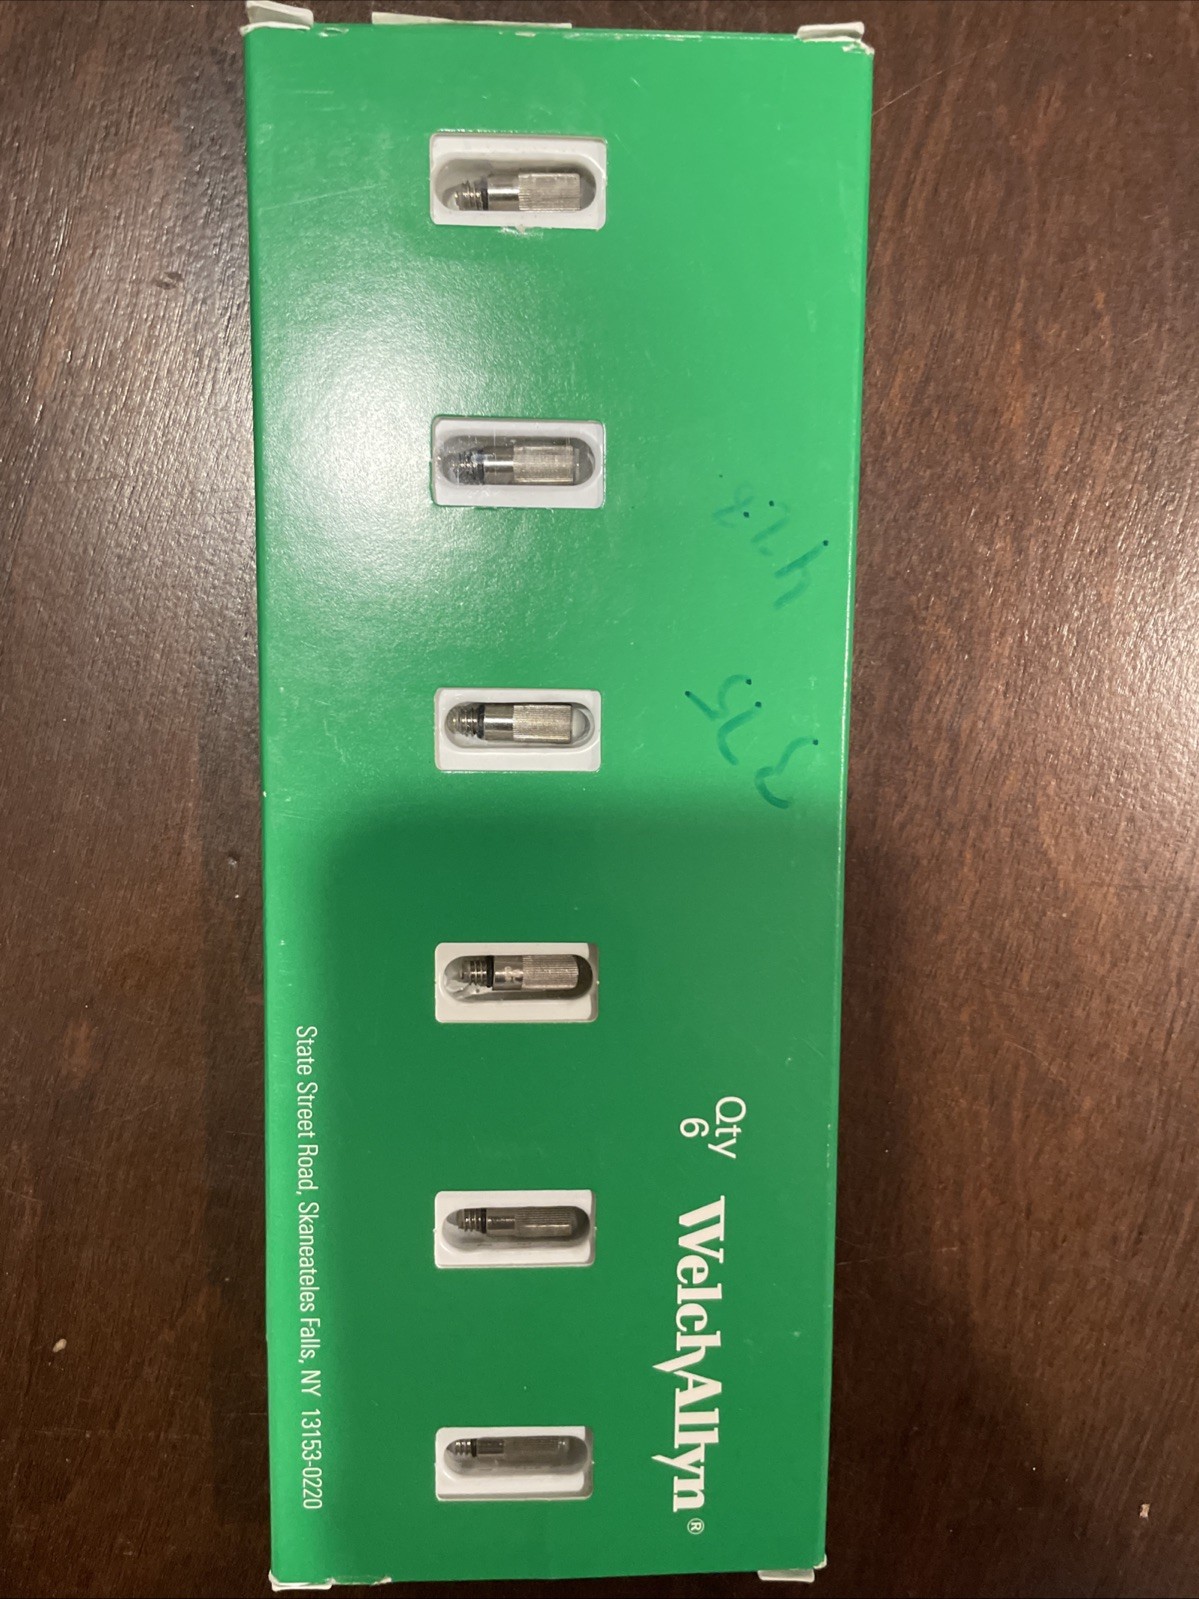 Qty
6
WelchAllyn®
State Street Road, Skaneateles Falls, NY 13153-0220